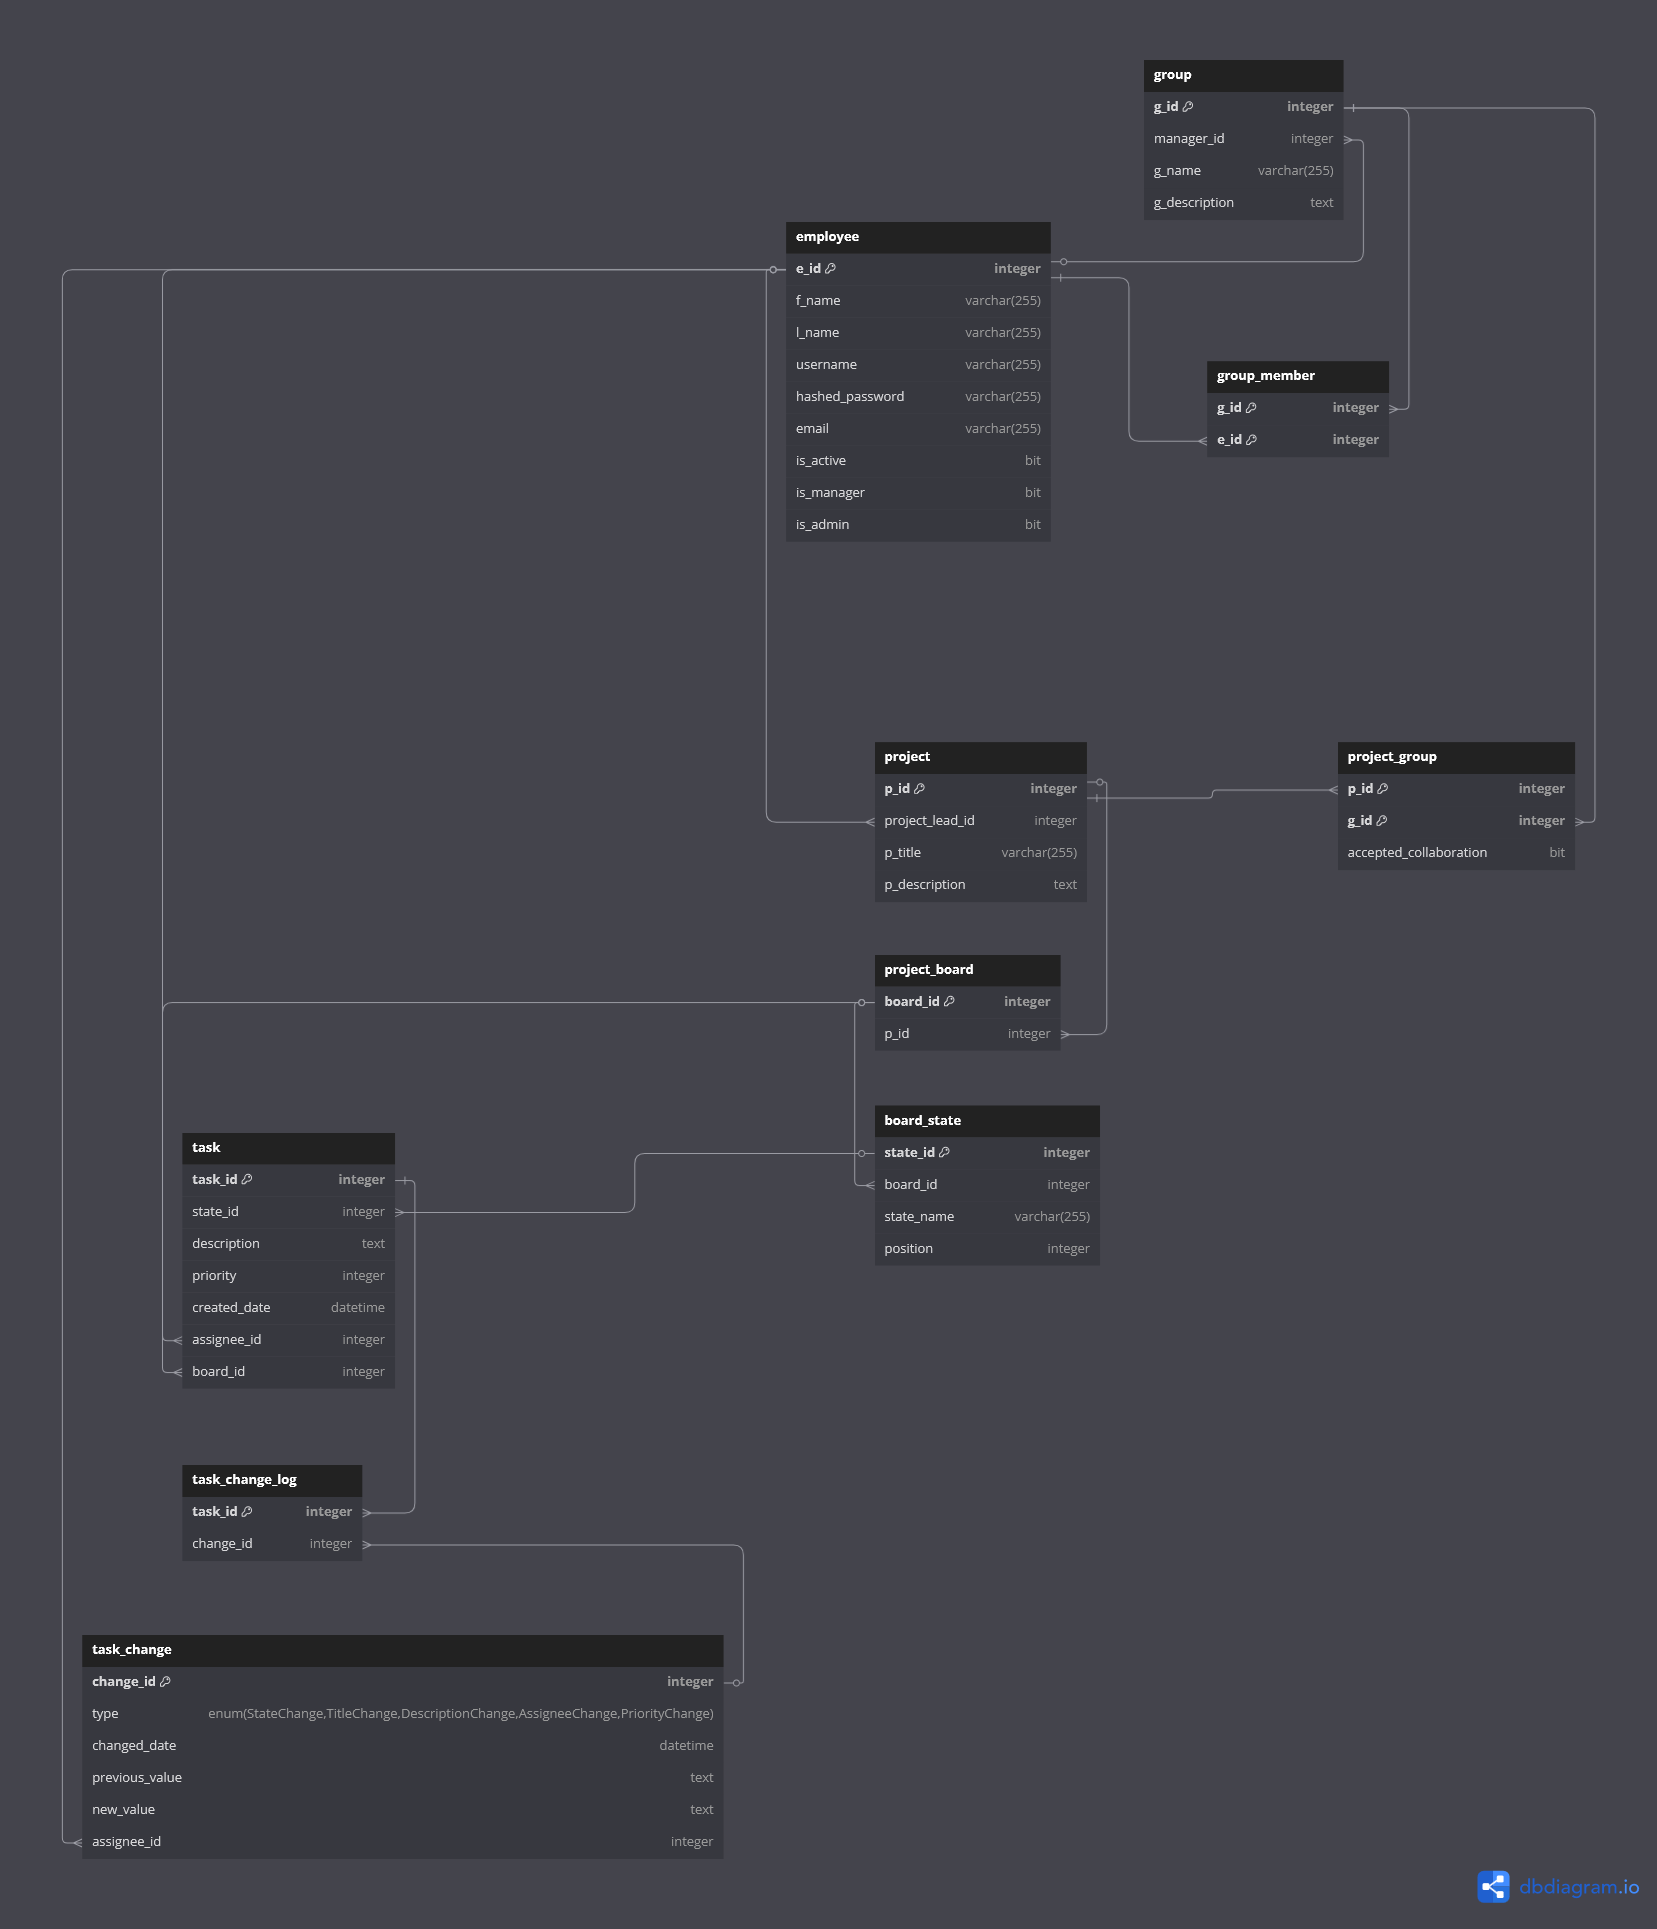 group
g_id integer
manager_id integer
g_name varchar(255)
g_description text
employee
e_id integer
f_name varchar(255)
l_name varchar(255)
username varchar(255)
hashed_password varchar(255)
email varchar(255)
is_active bit
is_manager bit
is_admin bit
group_member
g_id integer
e_id integer
project
p_id integer
project_lead_id integer
p_title varchar(255)
p_description text
project_group
p_id integer
g_id integer
accepted_collaboration bit
project_board
board_id integer
p_id integer
board_state
state_id integer
board_id integer
state_name varchar(255)
position integer
task
task_id integer
state_id integer
description text
priority integer
created_date datetime
assignee_id integer
board_id integer
task_change_log
task_id integer
change_id integer
task_change
change_id integer
type enum(StateChange,TitleChange,DescriptionChange,AssigneeChange,PriorityChange)
changed_date datetime
previous_value text
new_value text
assignee_id integer
dbdiagram.io